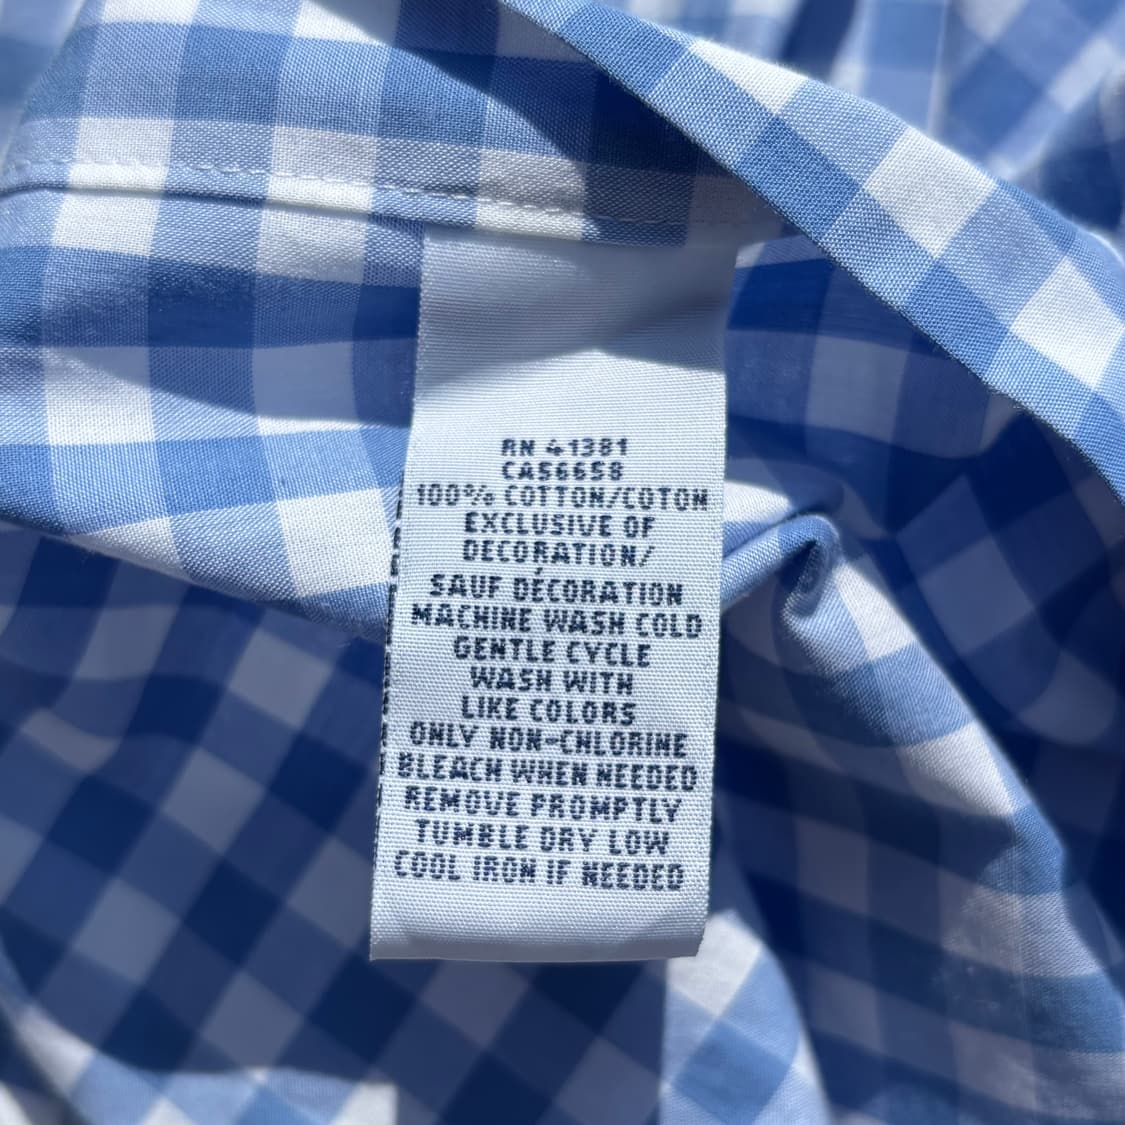 RN 41381
CA56658
100% COTTON/COTON
EXCLUSIVE OF
DECORATION/
SAUF DÉCORATION
MACHINE WASH COLD
GENTLE CYCLE
WASH WITH
LIKE COLORS
ONLY NON-CHLORINE
BLEACH WHEN NEEDED
REMOVE PROMPTLY
TUMBLE DRY LOW
COOL IRON IF NEEDED